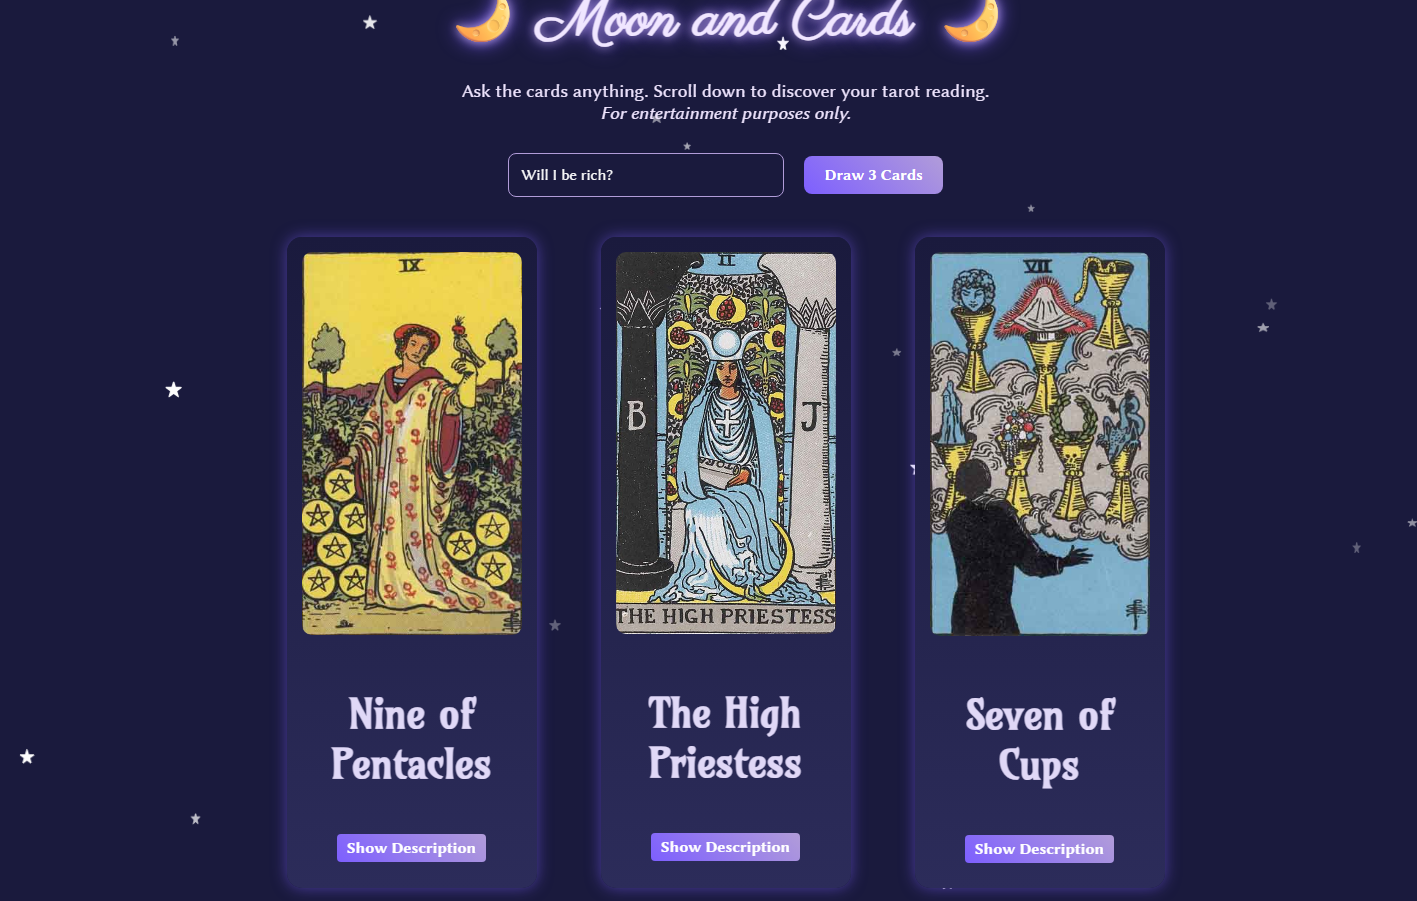 Moon and Cards
Ask the cards anything. Scroll down to discover your tarot reading.
For entertainment purposes only.
Will I be rich?
Draw 3 Cards
IX
II
VII
B
J
THE HIGH PRIESTESS
Nine of
Pentacles
The High
Priestess
Seven of
Cups
Show Description
Show Description
Show Description